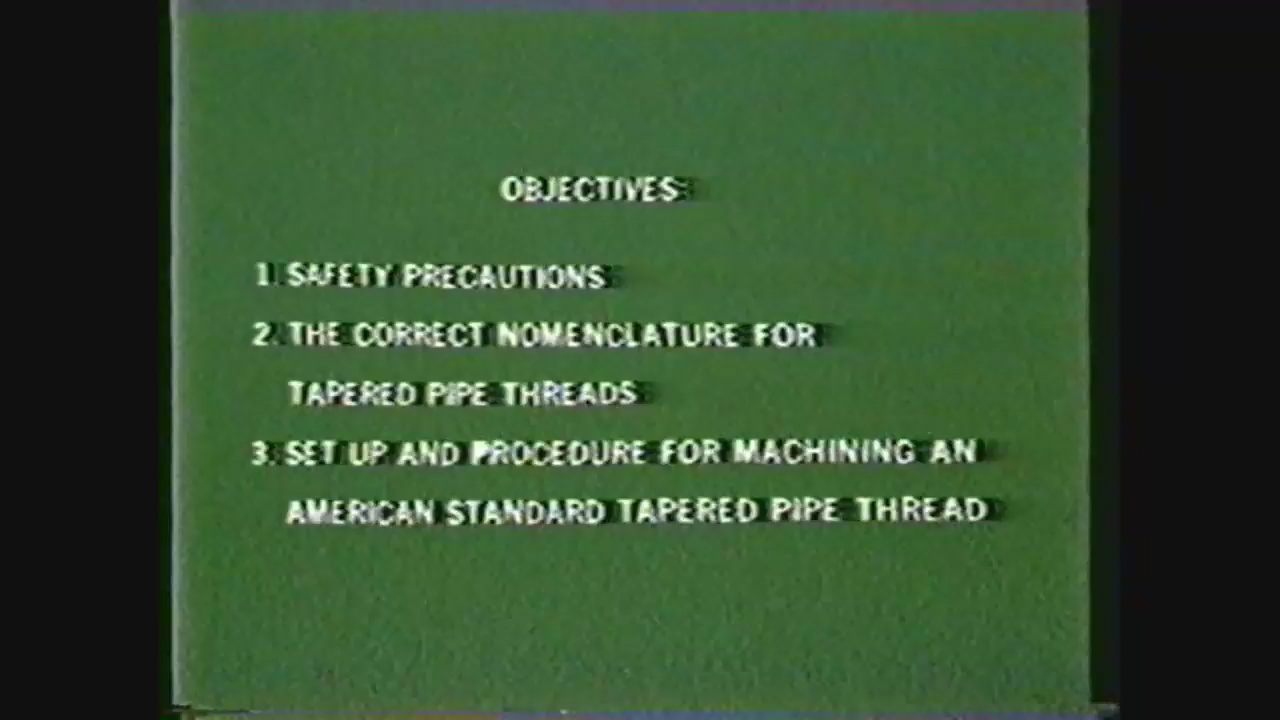 OBJECTIVES
1. SAFETY PRECAUTIONS
2. THE CORRECT NOMENCLATURE FOR
TAPERED PIPE THREADS
3. SET UP AND PROCEDURE FOR MACHINING AN
AMERICAN STANDARD TAPERED PIPE THREAD